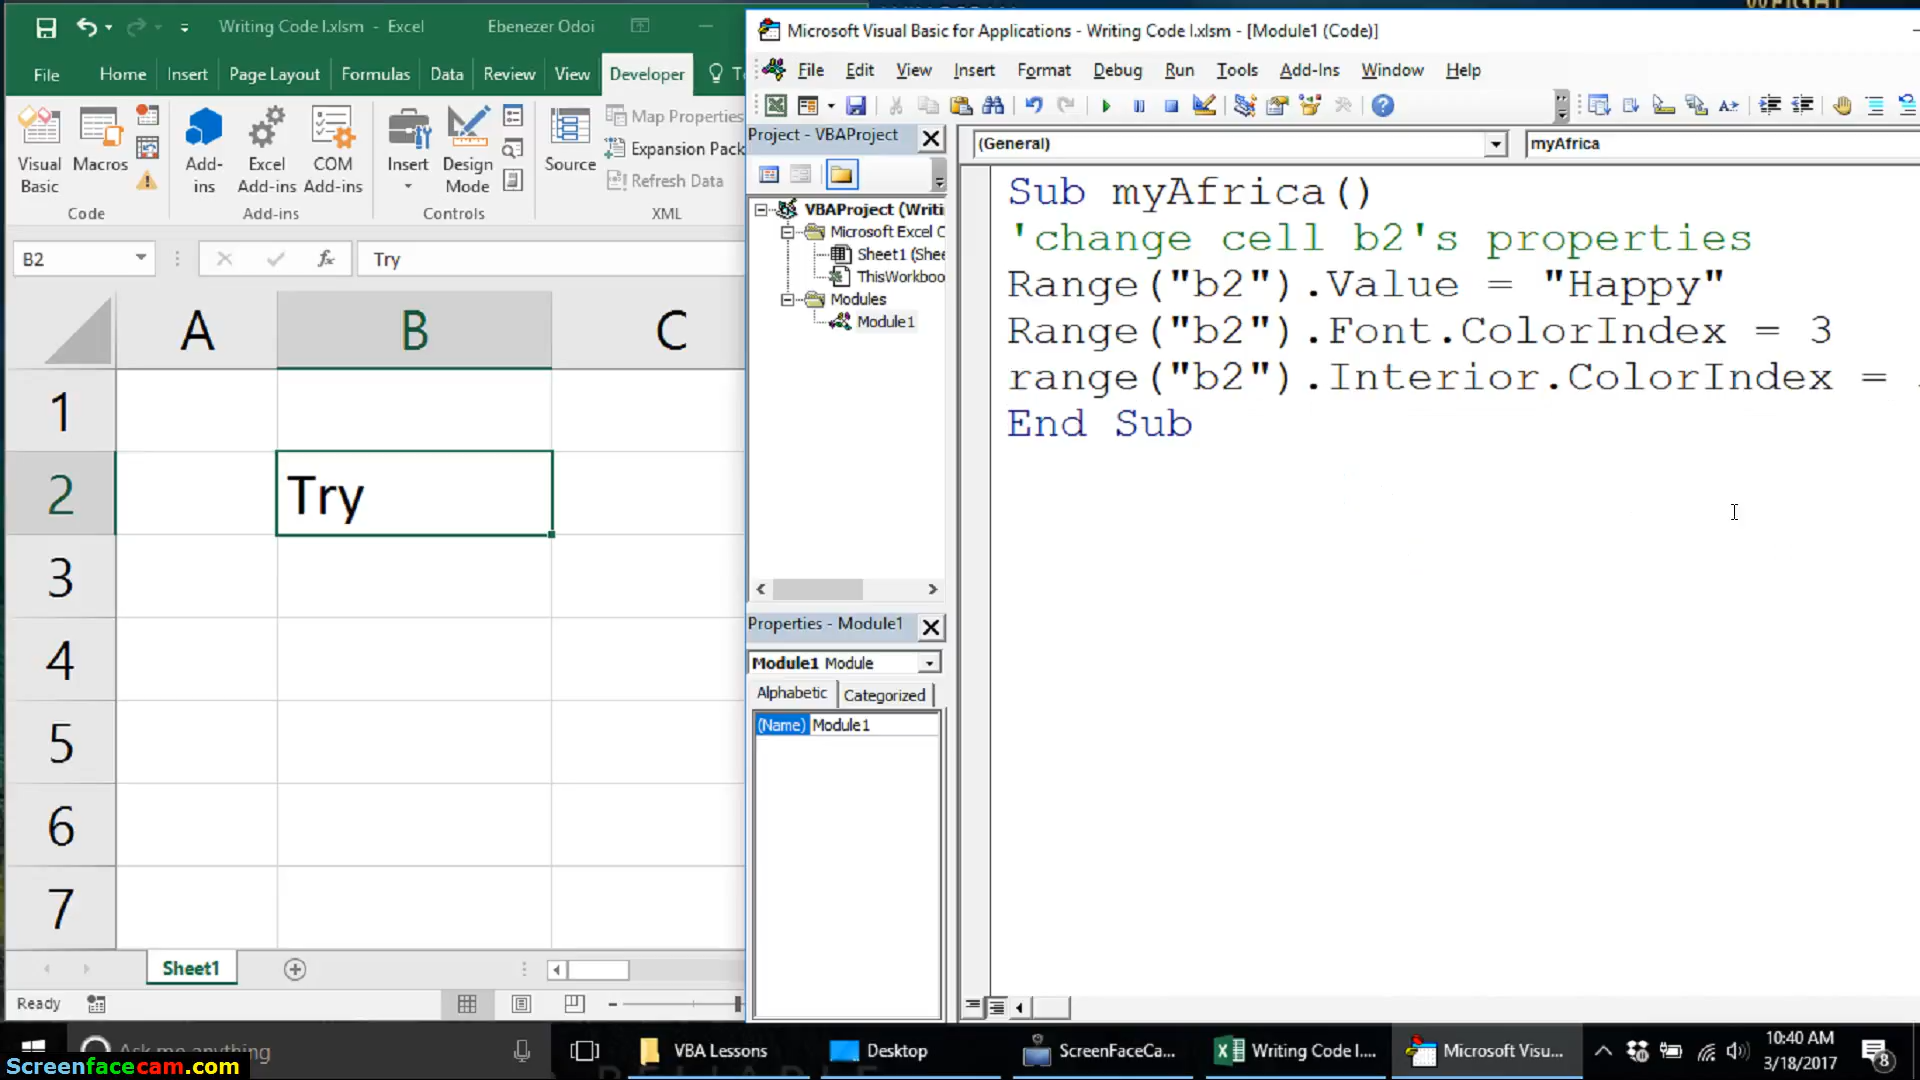 Writing Code I.xlsm - Excel
Ebenezer Odoi
File
Home
Insert
Page Layout
Formulas
Data
Review
View
Developer
Visual Basic
Macros
Add-ins
Excel Add-ins
COM Add-ins
Insert
Design Mode
Source
Map Properties
Expansion Pack
Refresh Data
Code
Add-ins
Controls
XML
B2
fx
Try
A
B
C
1
2
Try
3
4
5
6
7
Sheet1
Ready
Microsoft Visual Basic for Applications - Writing Code I.xlsm - [Module1 (Code)]
File
Edit
View
Insert
Format
Debug
Run
Tools
Add-Ins
Window
Help
Project - VBAProject
VBAProject (Writi
Microsoft Excel O
Sheet1 (Shee
ThisWorkboo
Modules
Module1
Properties - Module1
Module1 Module
Alphabetic
Categorized
(Name) Module1
(General)
myAfrica
Sub myAfrica()
'change cell b2's properties
Range("b2").Value = "Happy"
Range("b2").Font.ColorIndex = 3
range("b2").Interior.ColorIndex =
End Sub
Ask me anything
Screenfacecam.com
VBA Lessons
Desktop
ScreenFaceCa...
Writing Code I....
Microsoft Visu...
10:40 AM
3/18/2017
8